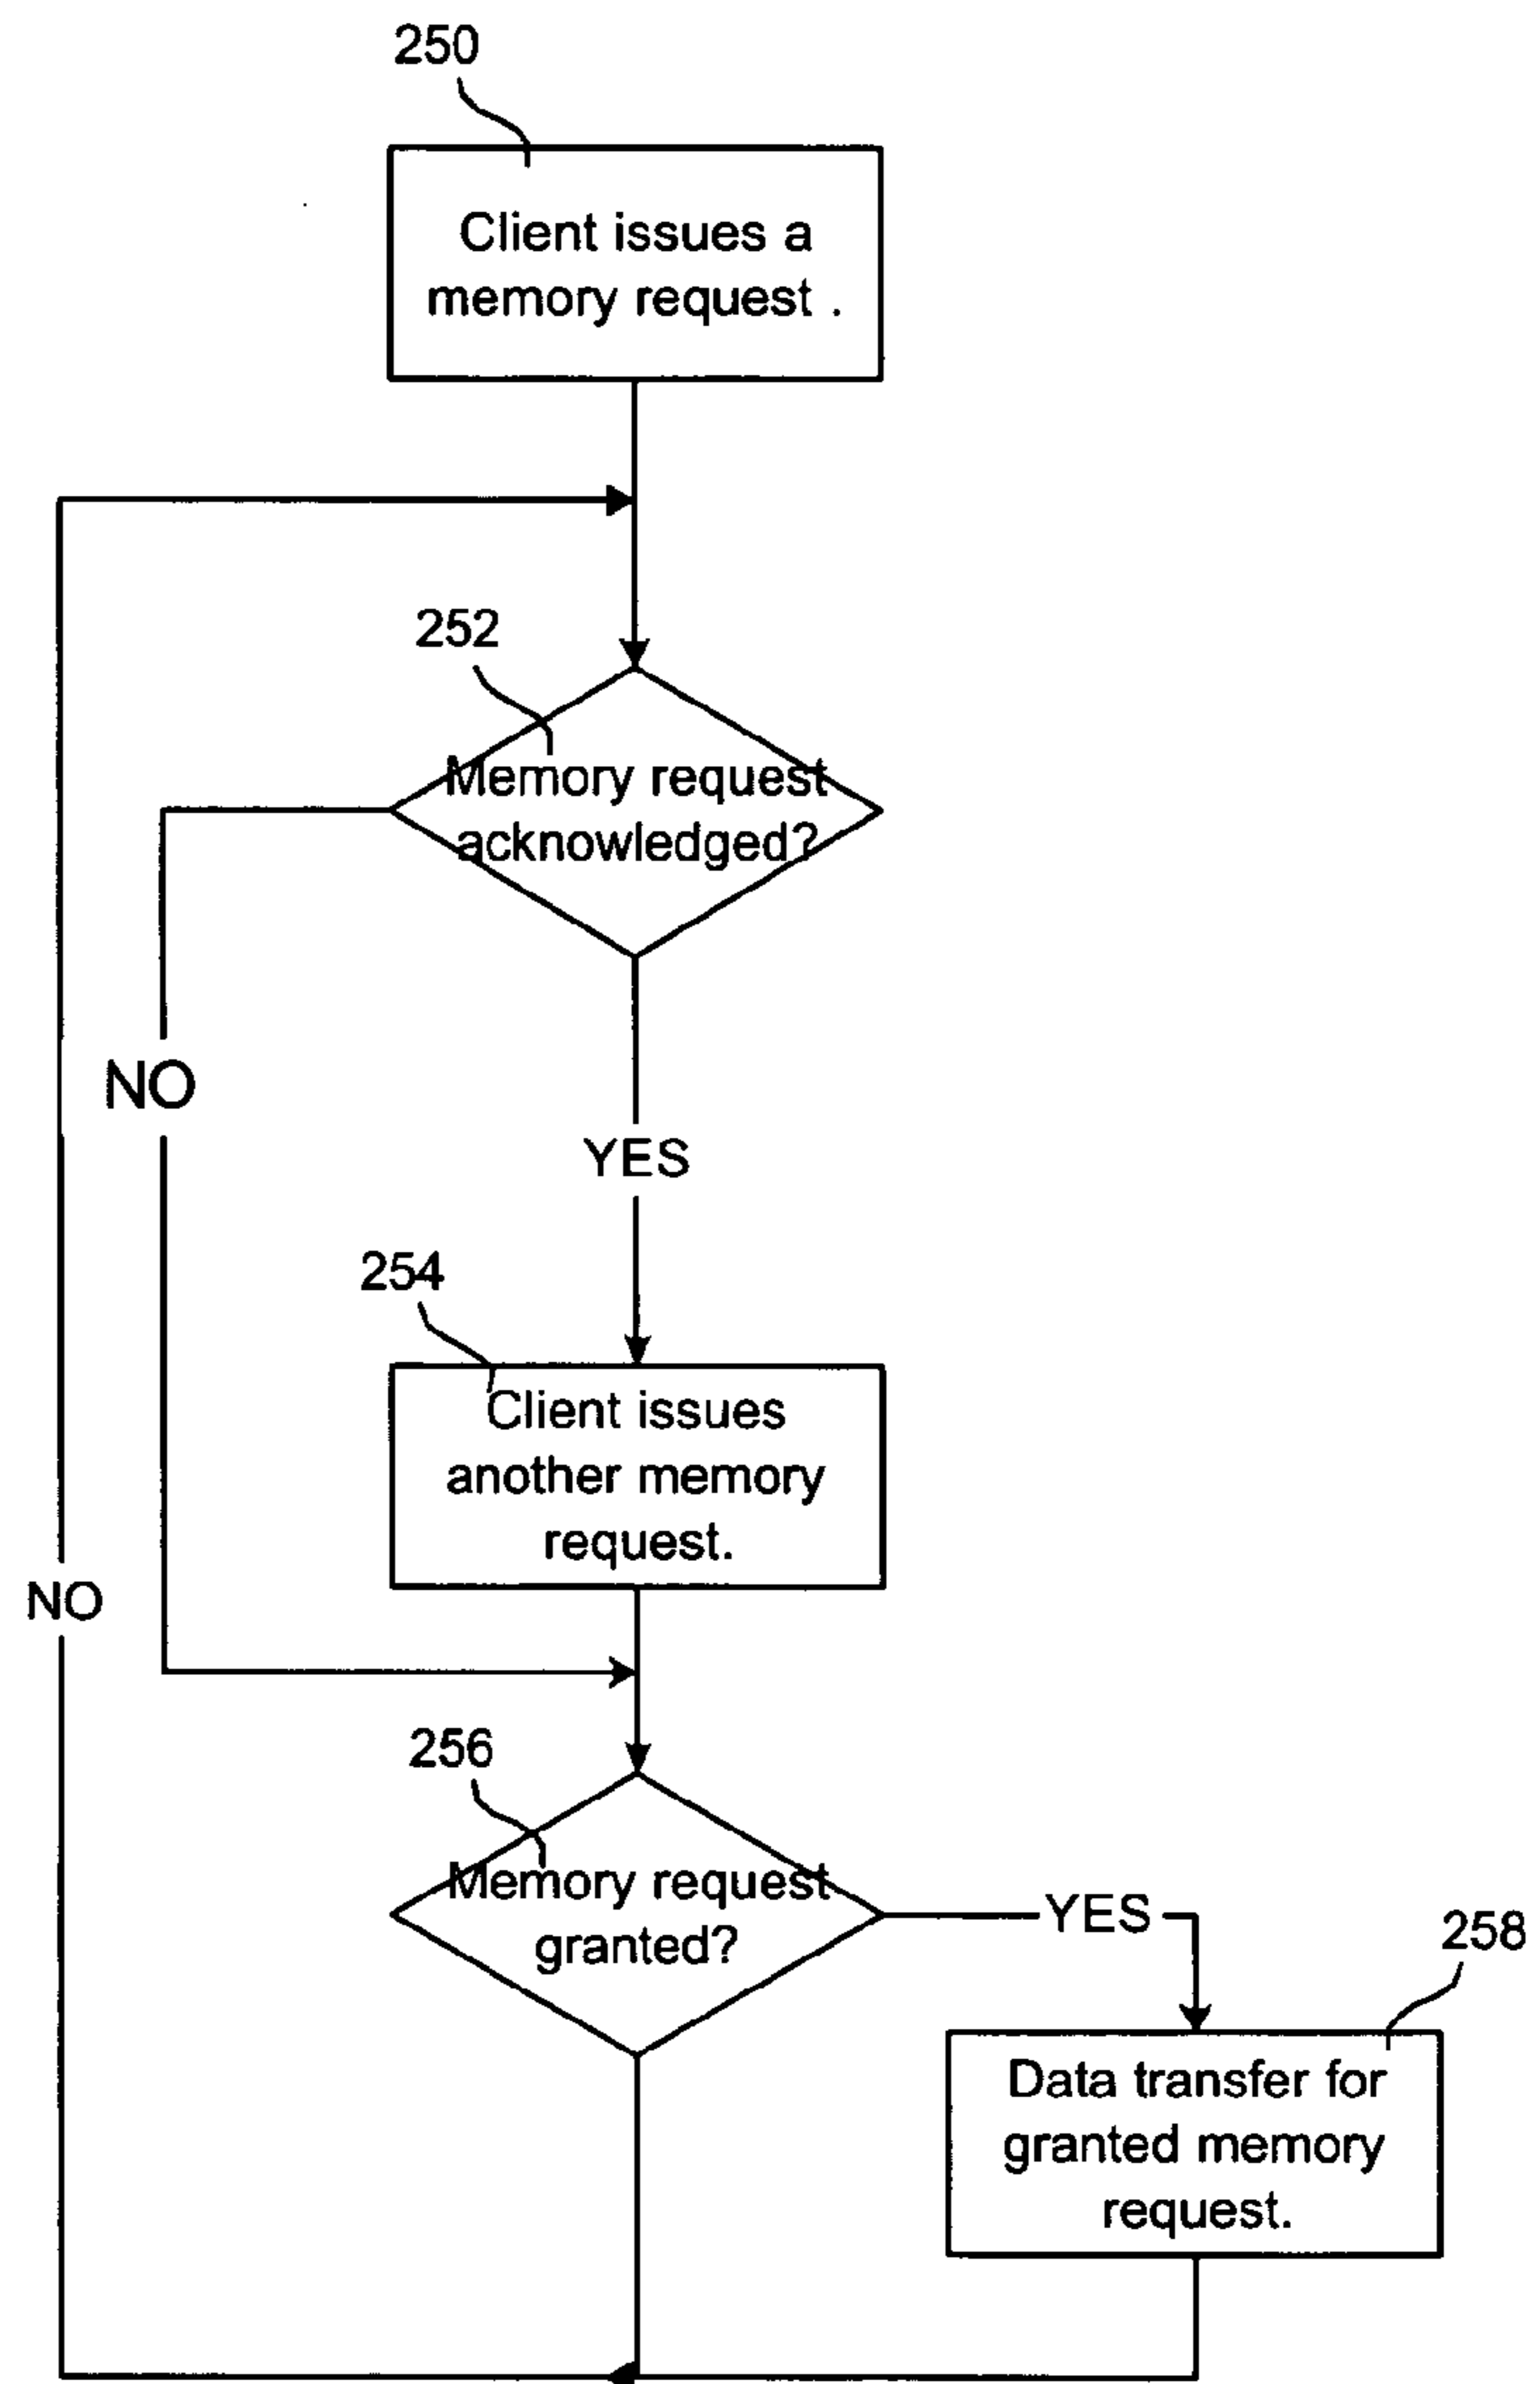 250
Client issues a
memory request .
252
Memory request
acknowledged?
NO
YES
254
Client issues
another memory
request.
NO
256
Memory request
granted?
YES
258
Data transfer for
granted memory
request.